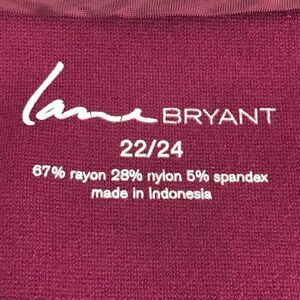 lane BRYANT
22/24
67% rayon 28% nylon 5% spandex
made in Indonesia